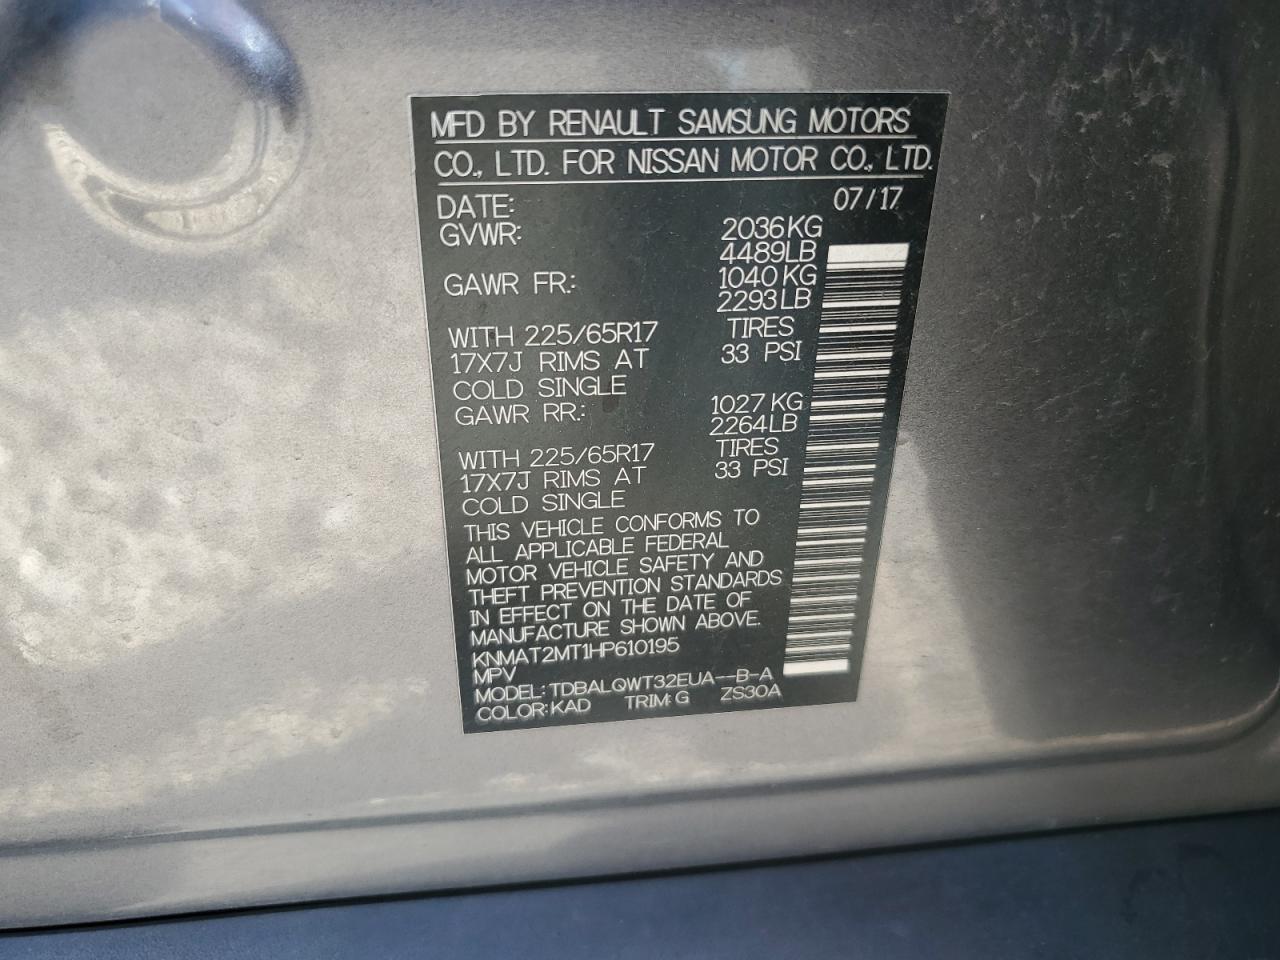 MFD BY RENAULT SAMSUNG MOTORS
CO., LTD. FOR NISSAN MOTOR CO., LTD.
DATE: 07/17
GVWR: 2036KG
4489LB
GAWR FR.: 1040KG
2293LB
WITH 225/65R17 TIRES
17X7J RIMS AT 33 PSI
COLD SINGLE
GAWR RR.: 1027KG
2264LB
WITH 225/65R17 TIRES
17X7J RIMS AT 33 PSI
COLD SINGLE
THIS VEHICLE CONFORMS TO
ALL APPLICABLE FEDERAL
MOTOR VEHICLE SAFETY AND
THEFT PREVENTION STANDARDS
IN EFFECT ON THE DATE OF
MANUFACTURE SHOWN ABOVE.
KNMAT2MT1HP610195
MPV
MODEL: TDBALQWT32EUA--B-A
COLOR: KAD TRIM: G ZS30A